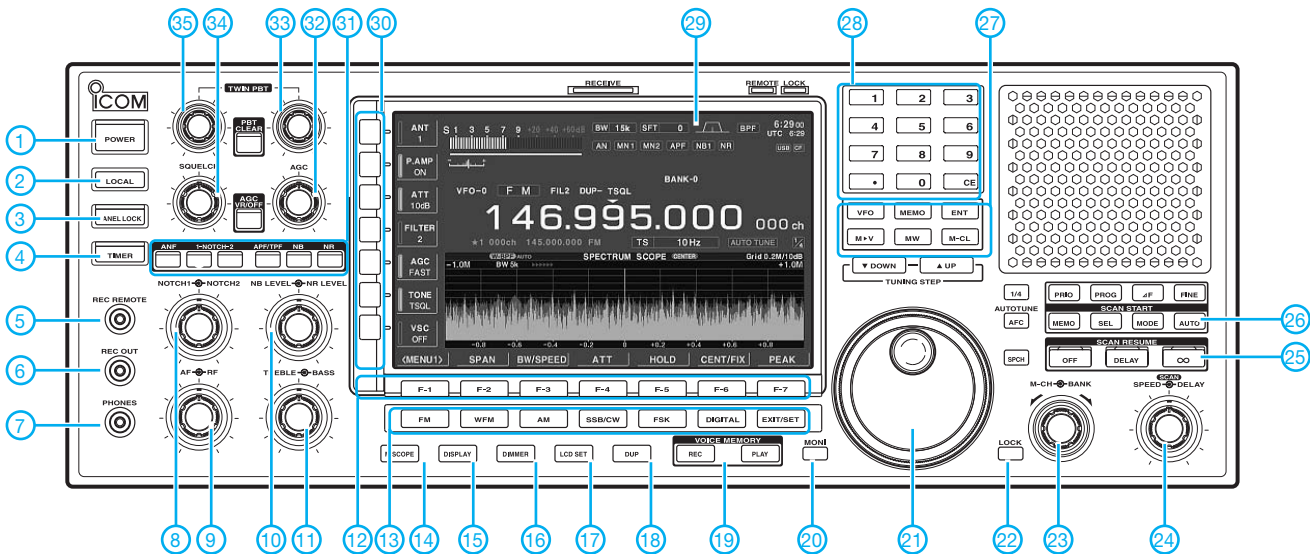 35 34 33 32 31 30 29 28 27
ICOM
TWIN PBT
PBT CLEAR
RECEIVE
REMOTE LOCK
1 POWER
2 LOCAL
3 ANEL LOCK
4 TIMER
SQUELCH AGC
AGC VR/OFF
ANF 1-NOTCH-2 APF/TPF NB NR
NOTCH1 NOTCH2 NB LEVEL NR LEVEL
5 REC REMOTE
6 REC OUT
7 PHONES
AF RF TREBLE BASS
ANT 1
P.AMP ON
ATT 10dB
FILTER 2
AGC FAST
TONE TSQL
VSC OFF
S 1 3 5 7 9 +20 +40 +60dB
BW 15k SFT 0 BPF 6:29 00
UTC 6:29
AN MN1 MN2 APF NB1 NR USB CF
BANK-0
VFO-0 FM FIL2 DUP- TSQL
146.995.000 000 ch
★1 000ch 145.000.000 FM TS 10Hz AUTO TUNE 1/4
W-BPF AUTO SPECTRUM SCOPE CENTER Grid 0.2M/10dB
-1.0M BW 5k >>>>>> +1.0M
-0.8 -0.6 -0.4 -0.2 0 +0.2 +0.4 +0.6 +0.8
<MENU1> SPAN BW/SPEED ATT HOLD CENT/FIX PEAK
F-1 F-2 F-3 F-4 F-5 F-6 F-7
FM WFM AM SSB/CW FSK DIGITAL EXIT/SET
SCOPE DISPLAY DIMMER LCD SET DUP
VOICE MEMORY
REC PLAY
MONI
1 2 3
4 5 6
7 8 9
• 0 CE
VFO MEMO ENT
M▸V MW M-CL
▼DOWN ▲UP
TUNING STEP
1/4
AUTOTUNE
AFC
SPCH
PRIO PROG ⊿F FINE
SCAN START
MEMO SEL MODE AUTO 26
SCAN RESUME
OFF DELAY ∞ 25
M-CH BANK
SCAN
SPEED DELAY
LOCK
8 9 10 11 12 13 14 15 16 17 18 19 20 21 22 23 24